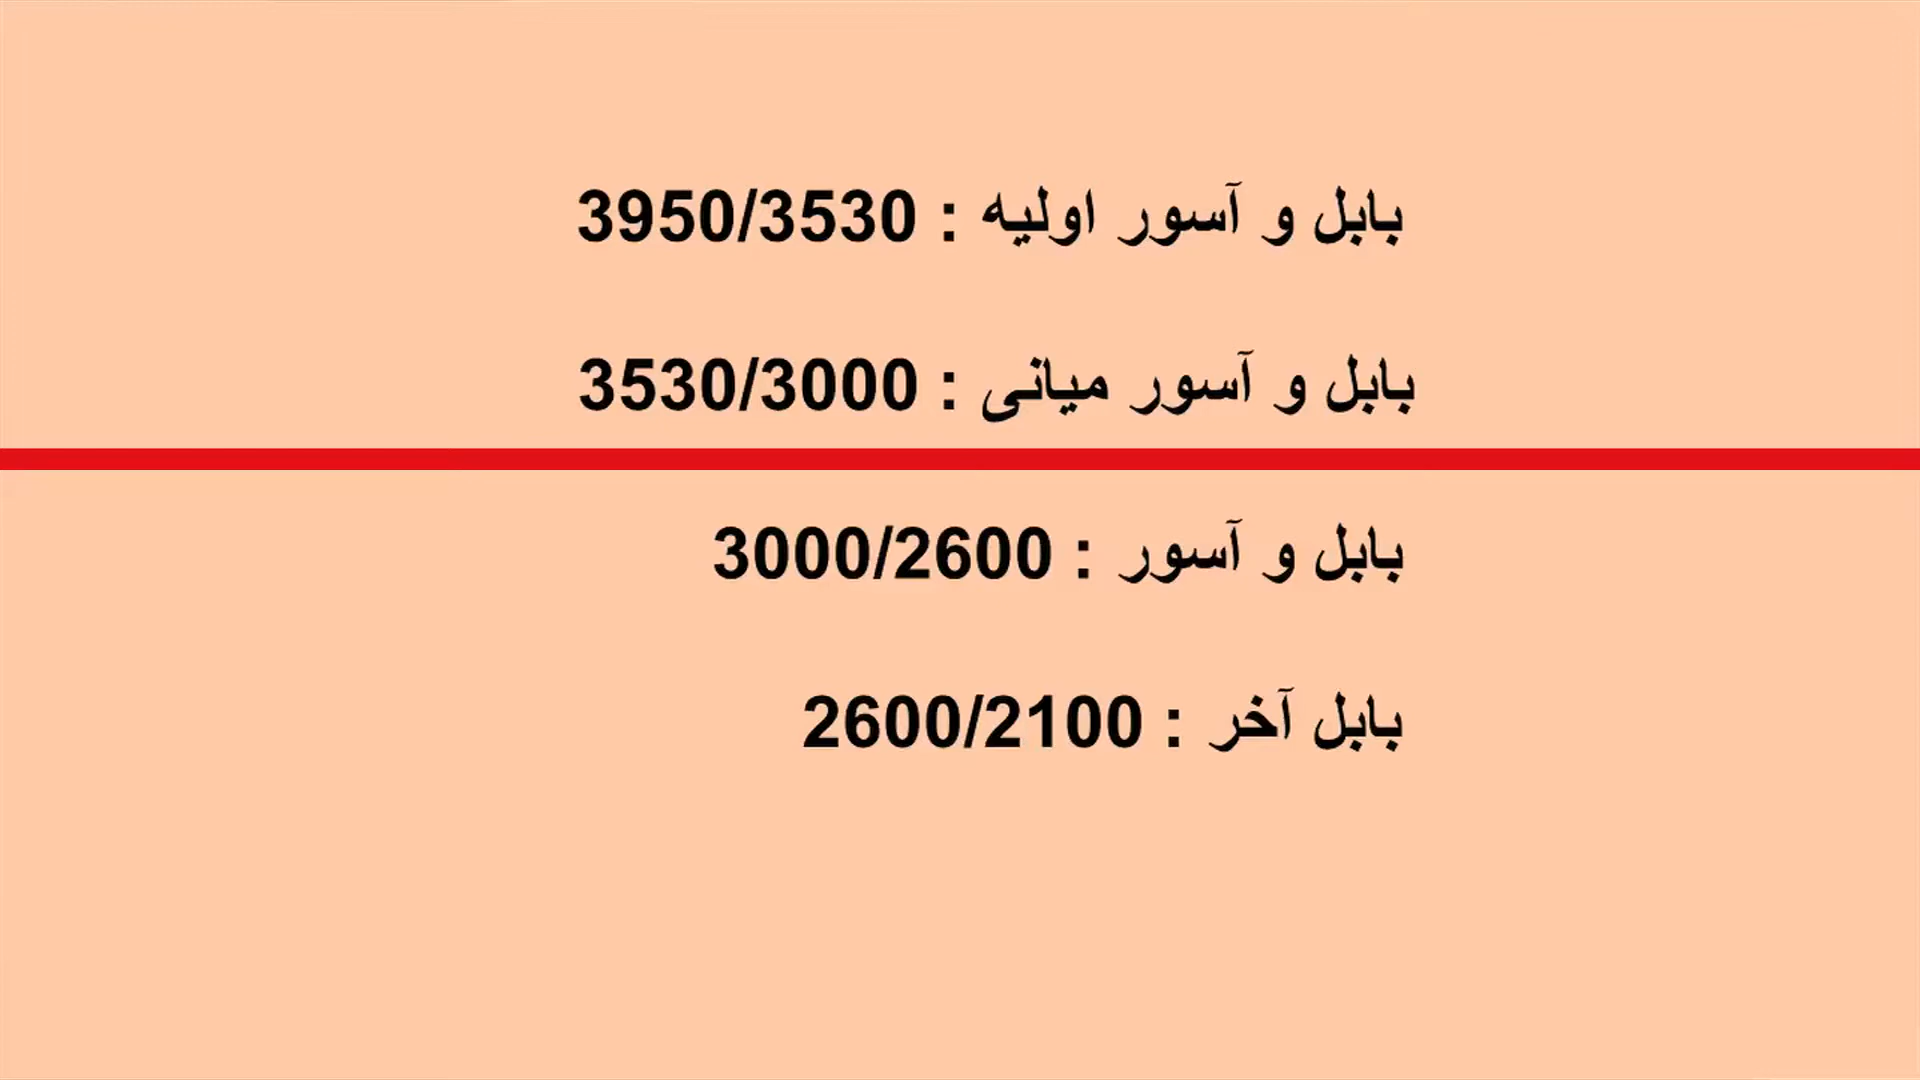 بابل و آسور اولیه : 3950/3530
بابل و آسور میانی : 3530/3000
بابل و آسور : 3000/2600
بابل آخر : 2600/2100